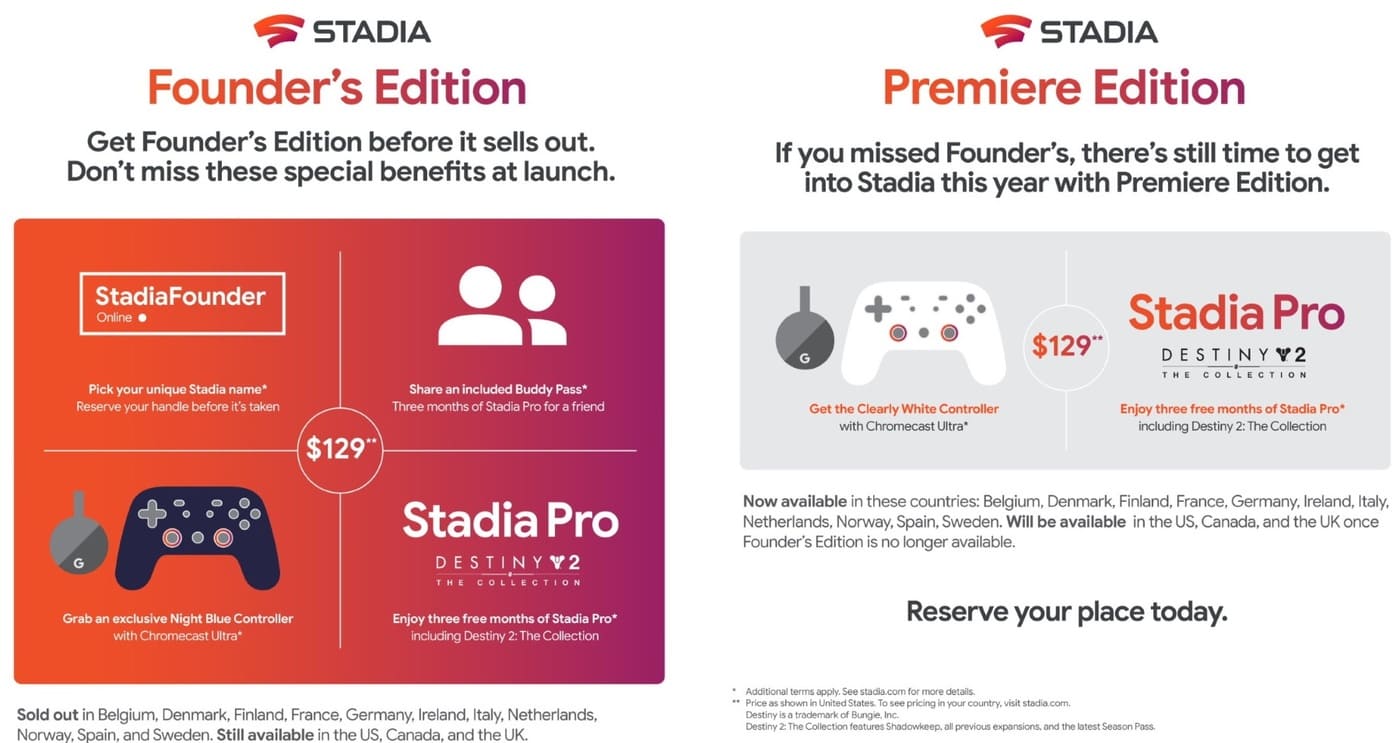 STADIA
Founder's Edition
Get Founder's Edition before it sells out.
Don't miss these special benefits at launch.
StadiaFounder
Online
Pick your unique Stadia name*
Reserve your handle before it's taken
Share an included Buddy Pass*
Three months of Stadia Pro for a friend
$129**
G
Grab an exclusive Night Blue Controller
with Chromecast Ultra*
Stadia Pro
DESTINY 2
THE COLLECTION
Enjoy three free months of Stadia Pro*
including Destiny 2: The Collection
Sold out in Belgium, Denmark, Finland, France, Germany, Ireland, Italy, Netherlands,
Norway, Spain, and Sweden. Still available in the US, Canada, and the UK.
STADIA
Premiere Edition
If you missed Founder's, there's still time to get
into Stadia this year with Premiere Edition.
G
Get the Clearly White Controller
with Chromecast Ultra*
$129**
Stadia Pro
DESTINY 2
THE COLLECTION
Enjoy three free months of Stadia Pro*
including Destiny 2: The Collection
Now available in these countries: Belgium, Denmark, Finland, France, Germany, Ireland, Italy,
Netherlands, Norway, Spain, Sweden. Will be available in the US, Canada, and the UK once
Founder's Edition is no longer available.
Reserve your place today.
* Additional terms apply. See stadia.com for more details.
** Price as shown in United States. To see pricing in your country, visit stadia.com.
Destiny is a trademark of Bungie, Inc.
Destiny 2: The Collection features Shadowkeep, all previous expansions, and the latest Season Pass.